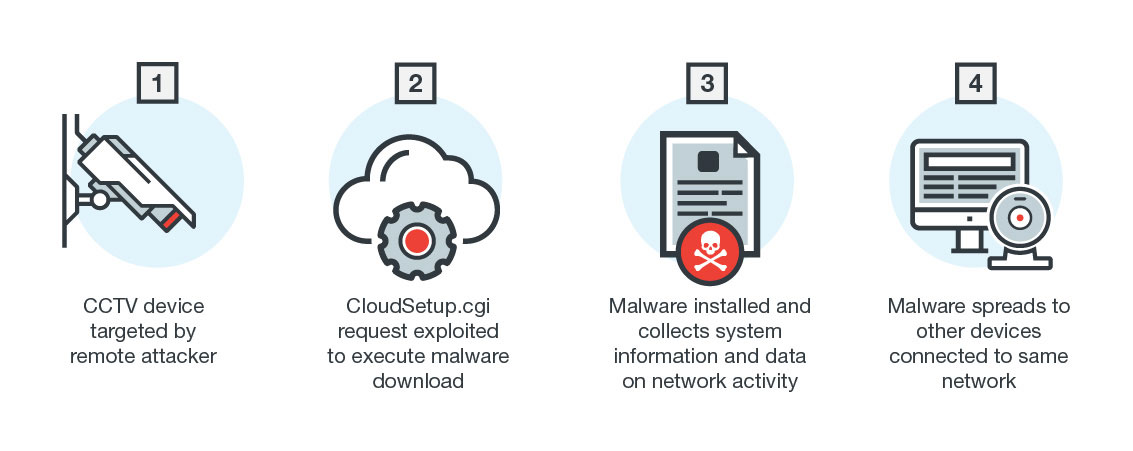 1
CCTV device
targeted by
remote attacker
2
CloudSetup.cgi
request exploited
to execute malware
download
3
Malware installed and
collects system
information and data
on network activity
4
Malware spreads to
other devices
connected to same
network